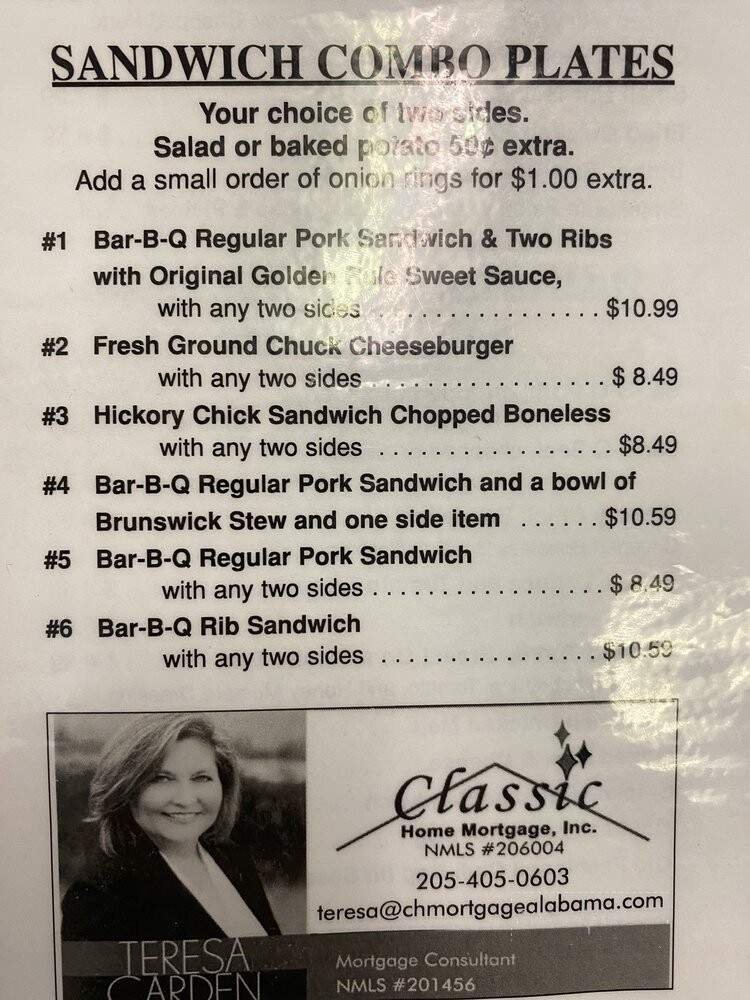 SANDWICH COMBO PLATES
Your choice of two sides.
Salad or baked potato 50¢ extra.
Add a small order of onion rings for $1.00 extra.
#1 Bar-B-Q Regular Pork Sandwich & Two Ribs
with Original Golden Rule Sweet Sauce,
with any two sides . . . . . . . . . . . . . . . . . $10.99
#2 Fresh Ground Chuck Cheeseburger
with any two sides . . . . . . . . . . . . . . . . . $ 8.49
#3 Hickory Chick Sandwich Chopped Boneless
with any two sides . . . . . . . . . . . . . . . . . $8.49
#4 Bar-B-Q Regular Pork Sandwich and a bowl of
Brunswick Stew and one side item . . . . . . $10.59
#5 Bar-B-Q Regular Pork Sandwich
with any two sides . . . . . . . . . . . . . . . . . $ 8.49
#6 Bar-B-Q Rib Sandwich
with any two sides . . . . . . . . . . . . . . . . $10.59
Classic
Home Mortgage, Inc.
NMLS #206004
205-405-0603
teresa@chmortgagealabama.com
TERESA
CARDEN
Mortgage Consultant
NMLS #201456